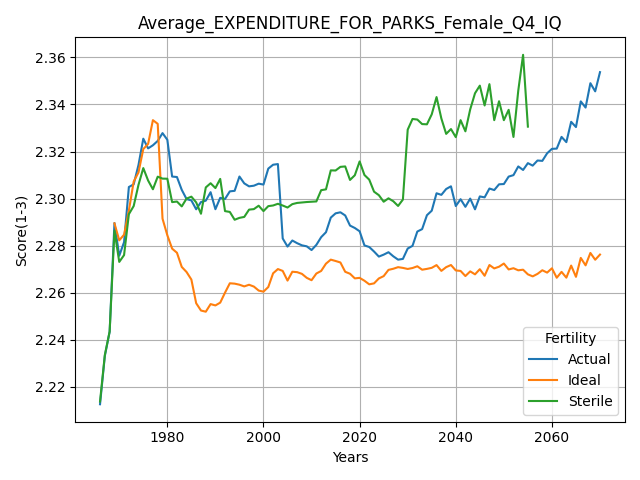 Average_EXPENDITURE_FOR_PARKS_Female_Q4_IQ
Score(1-3)
2.36
2.34
2.32
2.30
2.28
2.26
2.24
2.22
1980
2000
2020
2040
2060
Years
Fertility
Actual
Ideal
Sterile